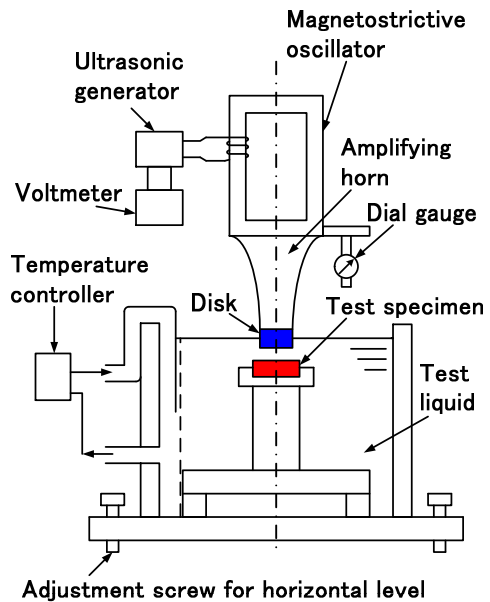 Magnetostrictive
oscillator
Ultrasonic
generator
Amplifying
horn
Voltmeter
Dial gauge
Temperature
controller
Disk
Test specimen
Test
liquid
Adjustment screw for horizontal level